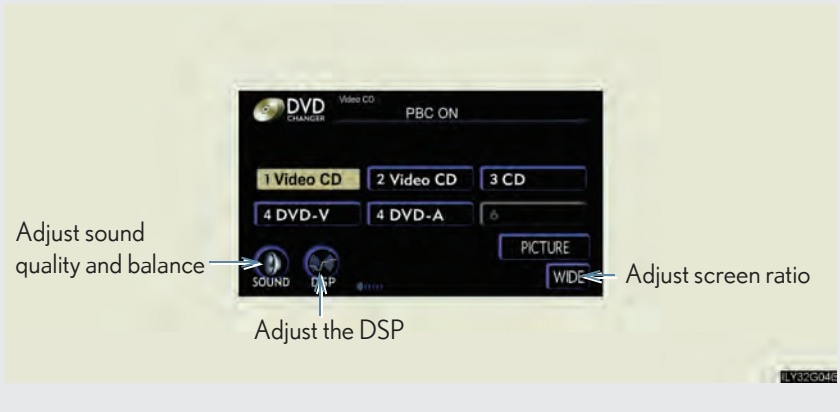 DVD
CHANGER
Video CD
PBC ON
1 Video CD
2 Video CD
3 CD
4 DVD-V
4 DVD-A
6
PICTURE
WIDE
SOUND
DSP
Adjust sound
quality and balance
Adjust the DSP
Adjust screen ratio